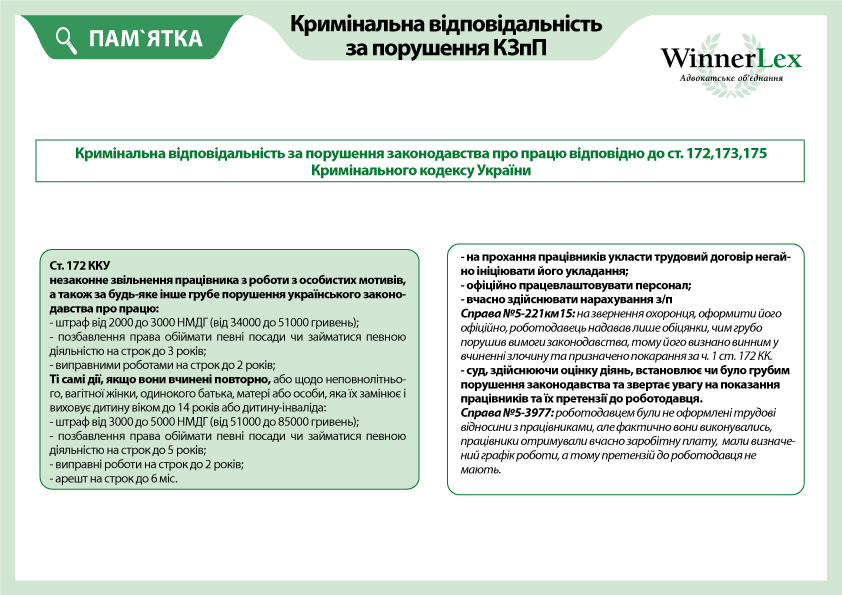 ПАМ`ЯТКА
Кримінальна відповідальність
за порушення КЗпП
WinnerLex
Адвокатське об'єднання
Кримінальна відповідальність за порушення законодавства про працю відповідно до ст. 172,173,175
Кримінального кодексу України
Ст. 172 ККУ
незаконне звільнення працівника з роботи з особистих мотивів,
а також за будь-яке інше грубе порушення українського законо-
давства про працю:
- штраф від 2000 до 3000 НМДГ (від 34000 до 51000 гривень);
- позбавлення права обіймати певні посади чи займатися певною
діяльністю на строк до 3 років;
- виправними роботами на строк до 2 років;
Ті самі дії, якщо вони вчинені повторно, або щодо неповнолітньо-
го, вагітної жінки, одинокого батька, матері або особи, яка їх замінює і
виховує дитину віком до 14 років або дитину-інваліда:
- штраф від 3000 до 5000 НМДГ (від 51000 до 85000 гривень);
- позбавлення права обіймати певні посади чи займатися певною
діяльністю на строк до 5 років;
- виправні роботи на строк до 2 років;
- арешт на строк до 6 міс.
- на прохання працівників укласти трудовий договір негай-
но ініціювати його укладання;
- офіційно працевлаштовувати персонал;
- вчасно здійснювати нарахування з/п
Справа №5-221км15: на звернення охоронця, оформити його
офіційно, роботодавець надавав лише обіцянки, чим грубо
порушив вимоги законодавства, тому його визнано винним у
вчиненні злочину та призначено покарання за ч. 1 ст. 172 КК.
- суд, здійснюючи оцінку діянь, встановлює чи було грубим
порушення законодавства та звертає увагу на показання
працівників та їх претензії до роботодавця.
Справа №5-3977: роботодавцем були не оформлені трудові
відносини з працівниками, але фактично вони виконувались,
працівники отримували вчасно заробітну плату, мали визначе-
ний графік роботи, а тому претензій до роботодавця не
мають.